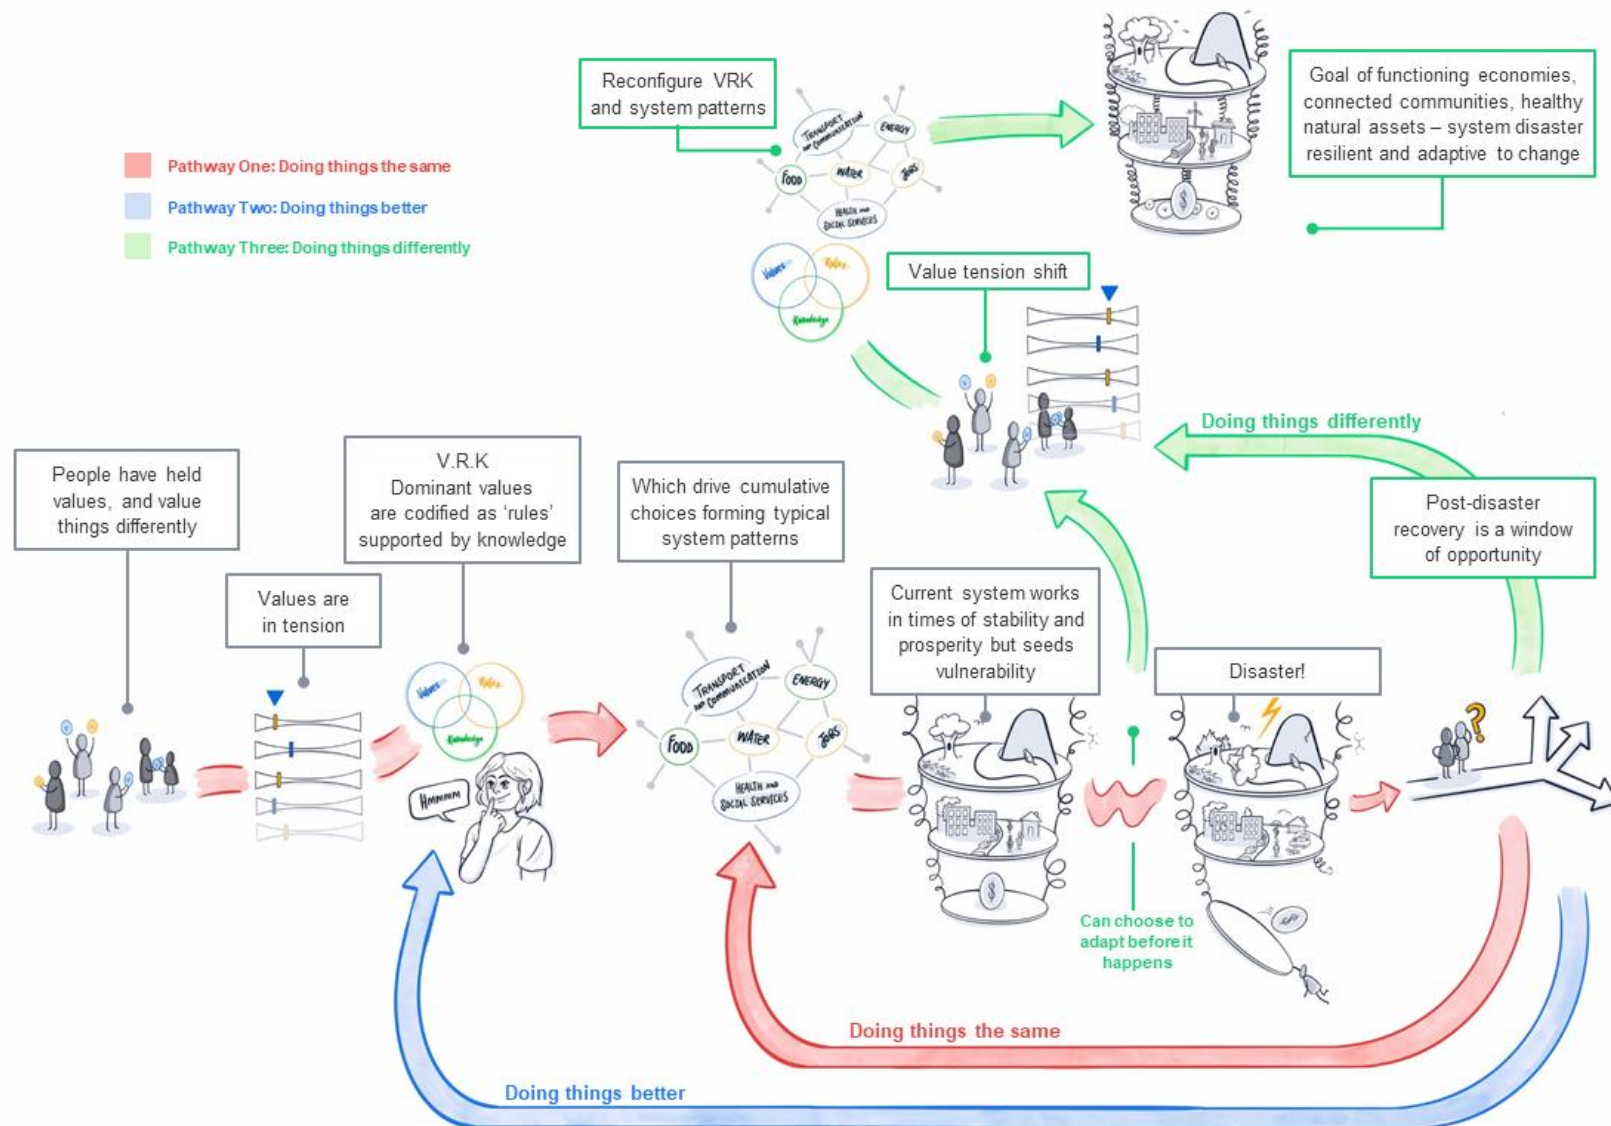 Reconfigure VRK
and system patterns
TRANSPORT
AND COMMUNICATION
ENERGY
FOOD
WATER
JOBS
HEALTH AND
SOCIAL SERVICES
$
Goal of functioning economies,
connected communities, healthy
natural assets – system disaster
resilient and adaptive to change
Pathway One: Doing things the same
Pathway Two: Doing things better
Pathway Three: Doing things differently
Values
Rules
Knowledge
Value tension shift
Doing things differently
Post-disaster
recovery is a window
of opportunity
People have held
values, and value
things differently
Values are
in tension
V.R.K
Dominant values
are codified as ‘rules’
supported by knowledge
Which drive cumulative
choices forming typical
system patterns
Current system works
in times of stability and
prosperity but seeds
vulnerability
Disaster!
Values
Rules
Knowledge
HMMMMM
TRANSPORT
AND COMMUNICATION
ENERGY
FOOD
WATER
JOBS
HEALTH AND
SOCIAL SERVICES
$
$
?
Can choose to
adapt before it
happens
Doing things the same
Doing things better